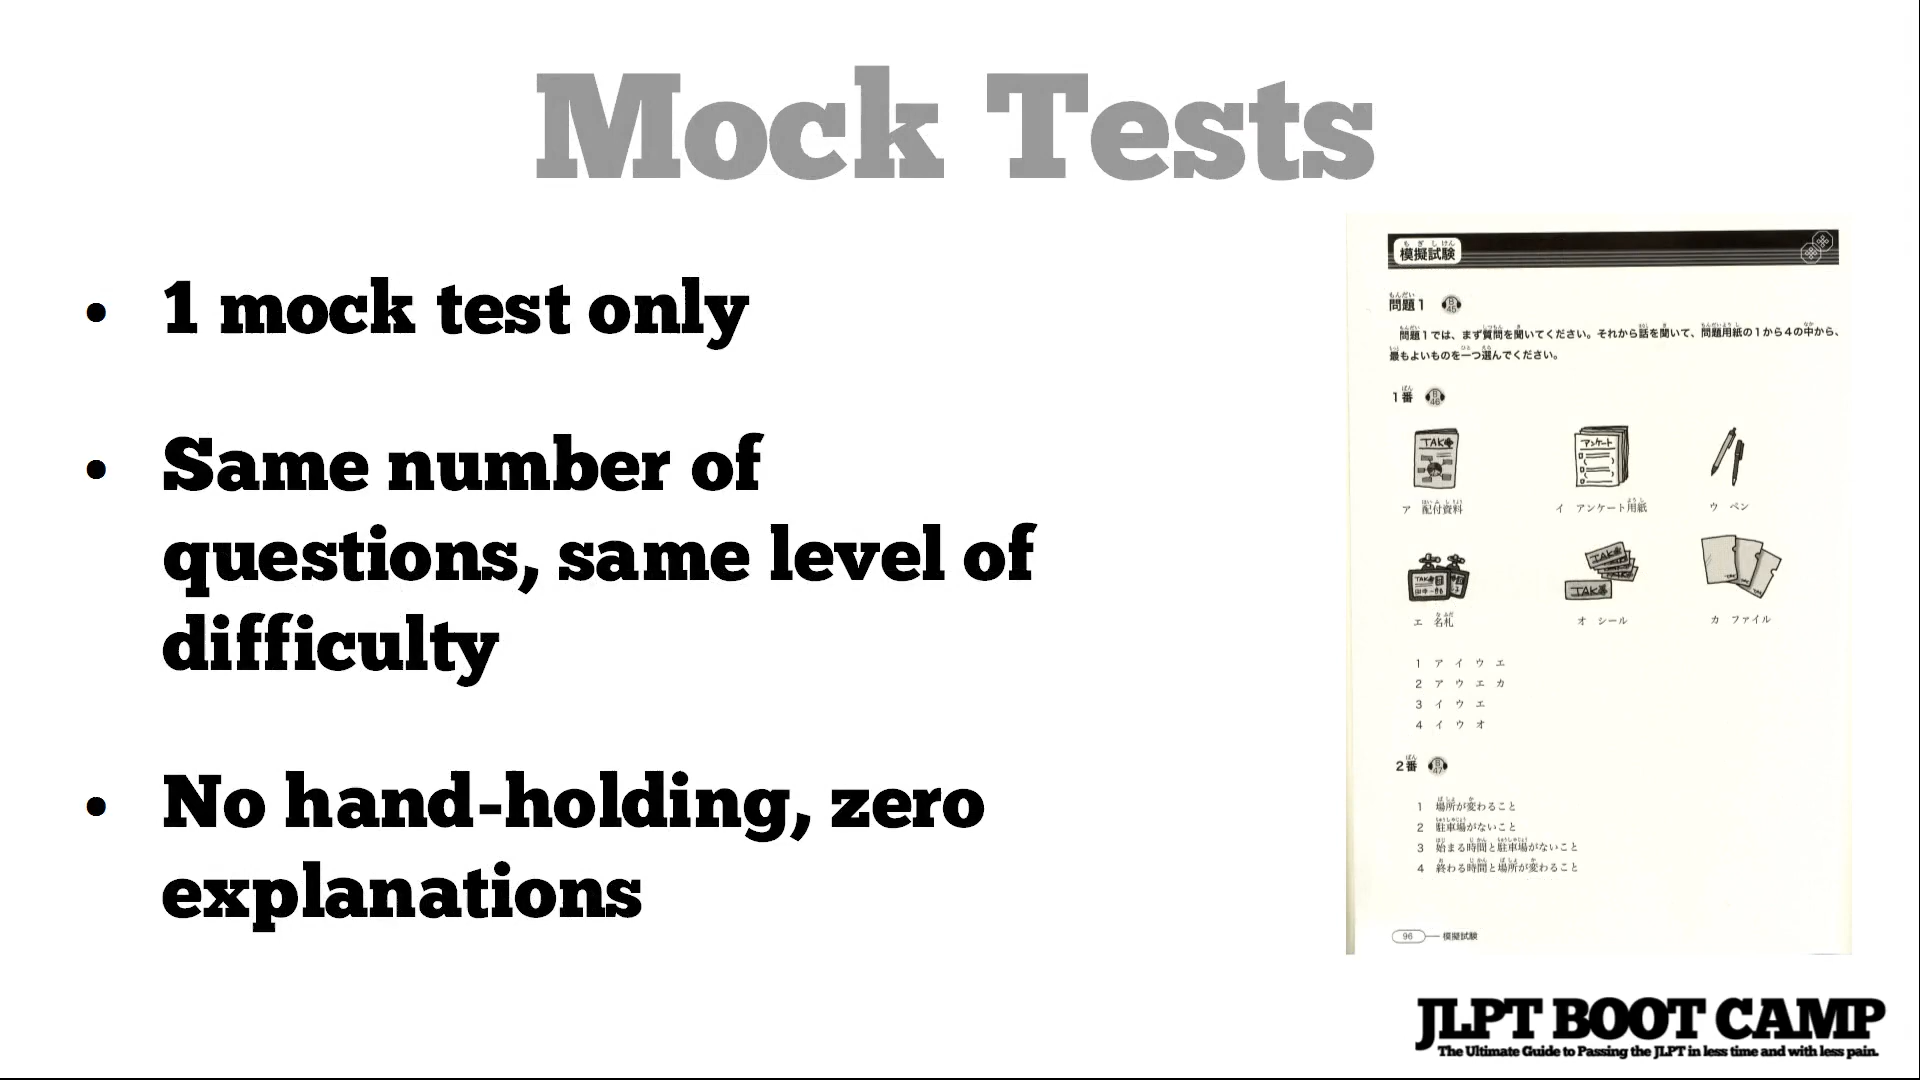 Mock Tests
• 1 mock test only
• Same number of
questions, same level of
difficulty
• No hand-holding, zero
explanations
模擬試験
問題1
問題1では、まず質問を聞いてください。それから話を聞いて、問題用紙の1から4の中から、
最もよいものを一つ選んでください。
1番
TAK
アンケート
ア 配付資料
イ アンケート用紙
ウ ペン
エ 名札
オ シール
カ ファイル
1 ア イ ウ エ
2 ア ウ エ カ
3 イ ウ エ
4 イ ウ オ
2番
1 場所が変わること
2 駐車場がないこと
3 始まる時間と駐車場がないこと
4 終わる時間と場所が変わること
96 模擬試験
JLPT BOOT CAMP
The Ultimate Guide to Passing the JLPT in less time and with less pain.